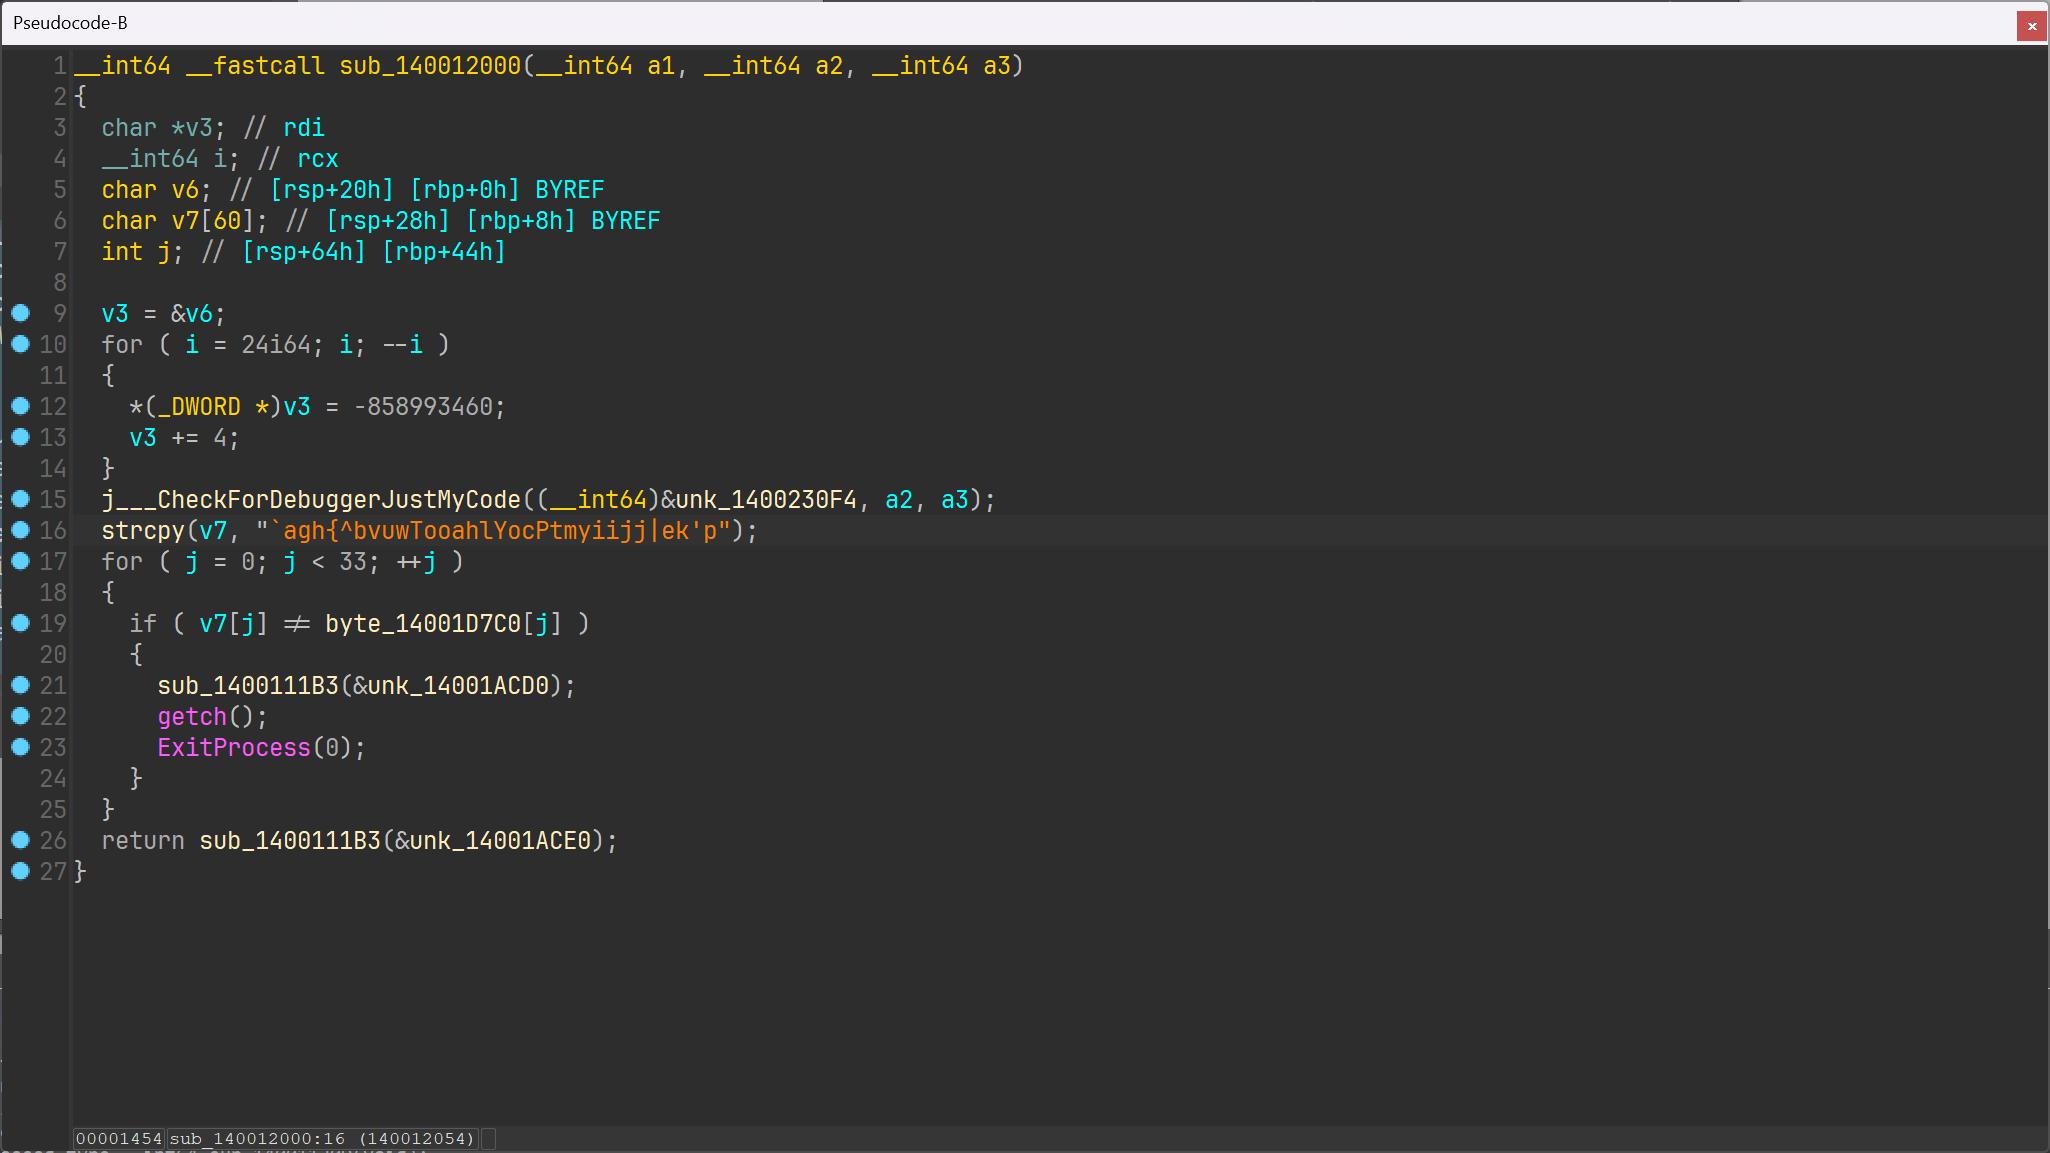 Pseudocode-B
1 __int64 __fastcall sub_140012000(__int64 a1, __int64 a2, __int64 a3)
2 {
3   char *v3; // rdi
4   __int64 i; // rcx
5   char v6; // [rsp+20h] [rbp+0h] BYREF
6   char v7[60]; // [rsp+28h] [rbp+8h] BYREF
7   int j; // [rsp+64h] [rbp+44h]
8
9   v3 = &v6;
10   for ( i = 24i64; i; --i )
11   {
12     *(_DWORD *)v3 = -858993460;
13     v3 += 4;
14   }
15   j___CheckForDebuggerJustMyCode((__int64)&unk_1400230F4, a2, a3);
16   strcpy(v7, "`agh{^bvuwTooahlYocPtmyiijj|ek'p");
17   for ( j = 0; j < 33; ++j )
18   {
19     if ( v7[j] != byte_14001D7C0[j] )
20     {
21       sub_1400111B3(&unk_14001ACD0);
22       getch();
23       ExitProcess(0);
24     }
25   }
26   return sub_1400111B3(&unk_14001ACE0);
27 }
00001454 sub_140012000:16 (140012054)